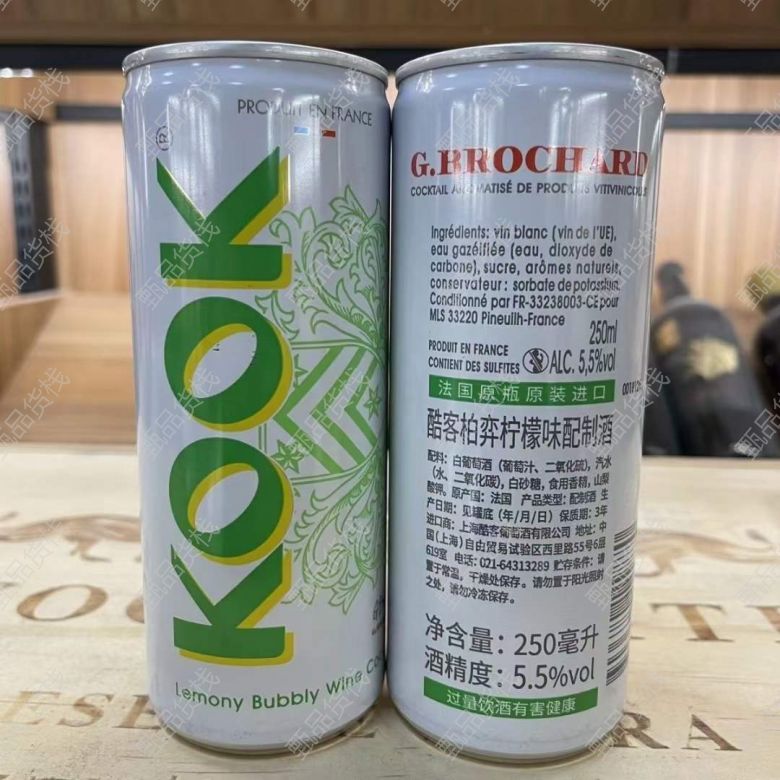 PRODUIT EN FRANCE
KOOK
Lemony Bubbly Wine
G.BROCHARD
COCKTAIL AROMATISÉ DE PRODUITS VITIVINICOLES
Ingrédients: vin blanc (vin de l'UE),
eau gazéifiée (eau, dioxyde de
carbone), sucre, arômes naturels,
conservateur : sorbate de potassium.
Conditionné par FR-33238003-CE pour
MLS 33220 Pineuilh-France
250ml
PRODUIT EN FRANCE
CONTIENT DES SULFITES
ALC. 5,5%vol
法国原瓶原装进口
酷客柏弈柠檬味配制酒
配料：白葡萄酒（葡萄汁、二氧化硫），汽水
（水、二氧化碳），白砂糖，食用香精，山梨
酸钾。原产国：法国 产品类型：配制酒 生
产日期：见罐底（年/月/日）保质期：3年
进口商：上海酷客葡萄酒有限公司 地址：中
国（上海）自由贸易试验区西里路55号6层
619室 电话：021-64313289 贮存条件：请
置于常温，干燥处保存。请勿置于阳光照射
之处，请勿冷冻保存。
净含量：250毫升
酒精度：5.5%vol
过量饮酒有害健康
甄品货栈